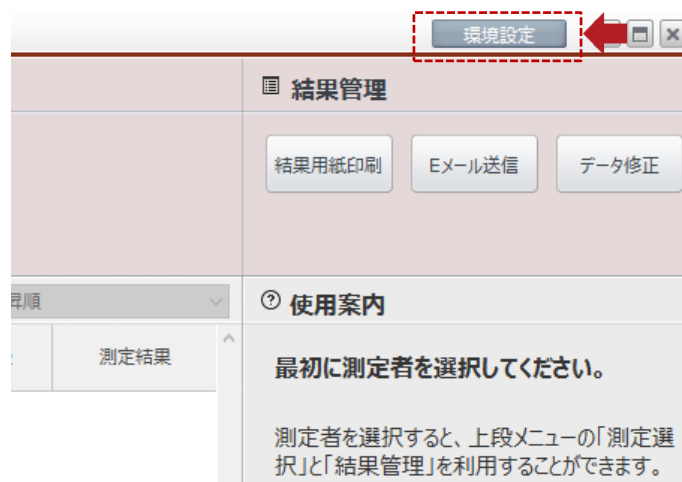 環境設定
結果管理
結果用紙印刷
Eメール送信
データ修正
昇順
使用案内
測定結果
最初に測定者を選択してください。
測定者を選択すると、上段メニューの「測定選
択」と「結果管理」を利用することができます。